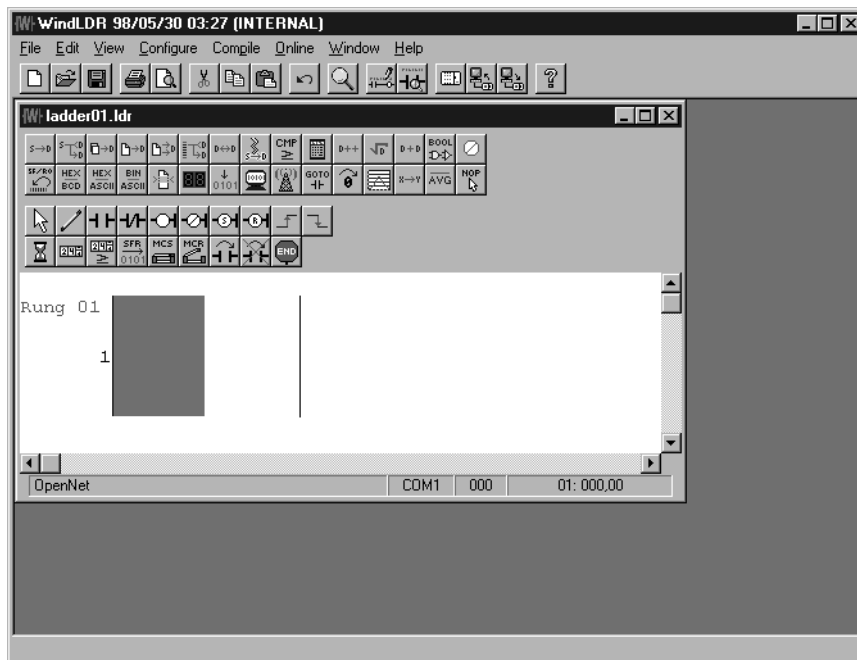 WindLDR 98/05/30 03:27 (INTERNAL)
File Edit View Configure Compile Online Window Help
ladder01.ldr
S→D D↔D CMP ≥ D++ √D D+D BOOL
HEX BCD HEX ASCII BIN ASCII 88 0101 GOTO X→Y AVG NOP
S R
SFR 0101 MCS MCR END
Rung 01
1
OpenNet COM1 000 01: 000,00